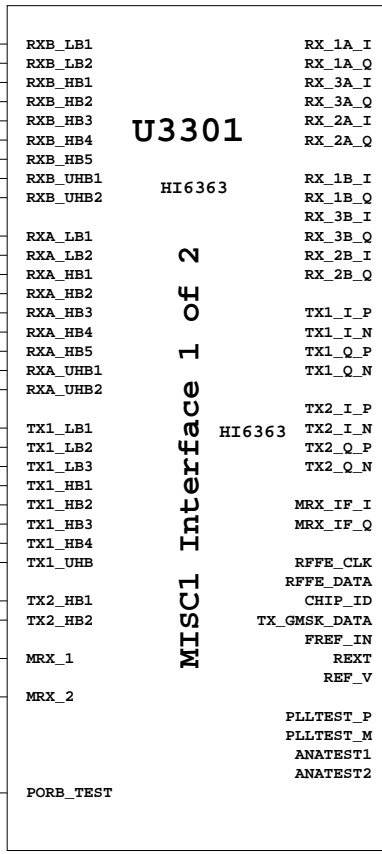 RXB_LB1
RXB_LB2
RXB_HB1
RXB_HB2
RXB_HB3
RXB_HB4
RXB_HB5
RXB_UHB1
RXB_UHB2
RXA_LB1
RXA_LB2
RXA_HB1
RXA_HB2
RXA_HB3
RXA_HB4
RXA_HB5
RXA_UHB1
RXA_UHB2
TX1_LB1
TX1_LB2
TX1_LB3
TX1_HB1
TX1_HB2
TX1_HB3
TX1_HB4
TX1_UHB
TX2_HB1
TX2_HB2
MRX_1
MRX_2
PORB_TEST
U3301
HI6363
MISC1 Interface 1 of 2
HI6363
RX_1A_I
RX_1A_Q
RX_3A_I
RX_3A_Q
RX_2A_I
RX_2A_Q
RX_1B_I
RX_1B_Q
RX_3B_I
RX_3B_Q
RX_2B_I
RX_2B_Q
TX1_I_P
TX1_I_N
TX1_Q_P
TX1_Q_N
TX2_I_P
TX2_I_N
TX2_Q_P
TX2_Q_N
MRX_IF_I
MRX_IF_Q
RFFE_CLK
RFFE_DATA
CHIP_ID
TX_GMSK_DATA
FREF_IN
REXT
REF_V
PLLTEST_P
PLLTEST_M
ANATEST1
ANATEST2